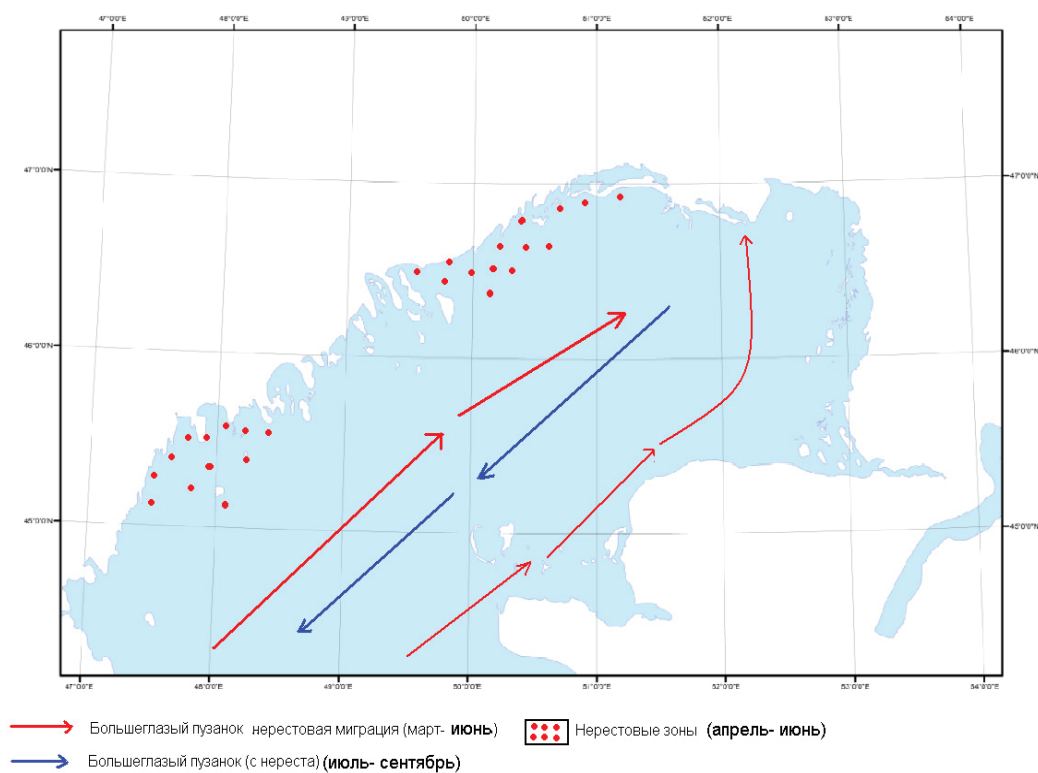 47°0'0"E 48°0'0"E 49°0'0"E 50°0'0"E 51°0'0"E 52°0'0"E 53°0'0"E 54°0'0"E
47°0'0"N 47°0'0"N
46°0'0"N 46°0'0"N
45°0'0"N 45°0'0"N
47°0'0"E 48°0'0"E 49°0'0"E 50°0'0"E 51°0'0"E 52°0'0"E 53°0'0"E 54°0'0"E
Большеглазый пузанок нерестовая миграция (март- июнь) Нерестовые зоны (апрель- июнь)
Большеглазый пузанок (с нереста) (июль- сентябрь)